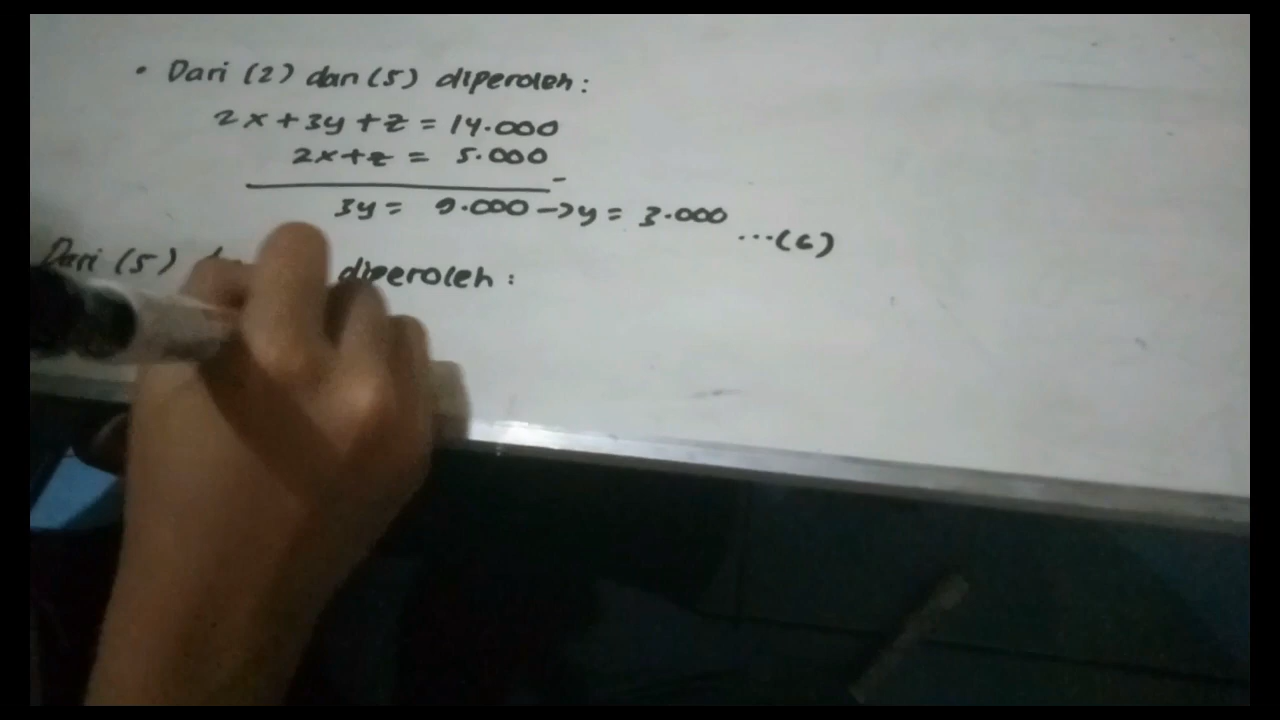 • Dari (2) dan (5) diperoleh:
2x + 3y + z = 14.000
2x + z = 5.000
-
3y = 9.000 -> y = 3.000 ...(6)
Dari (5) diperoleh: